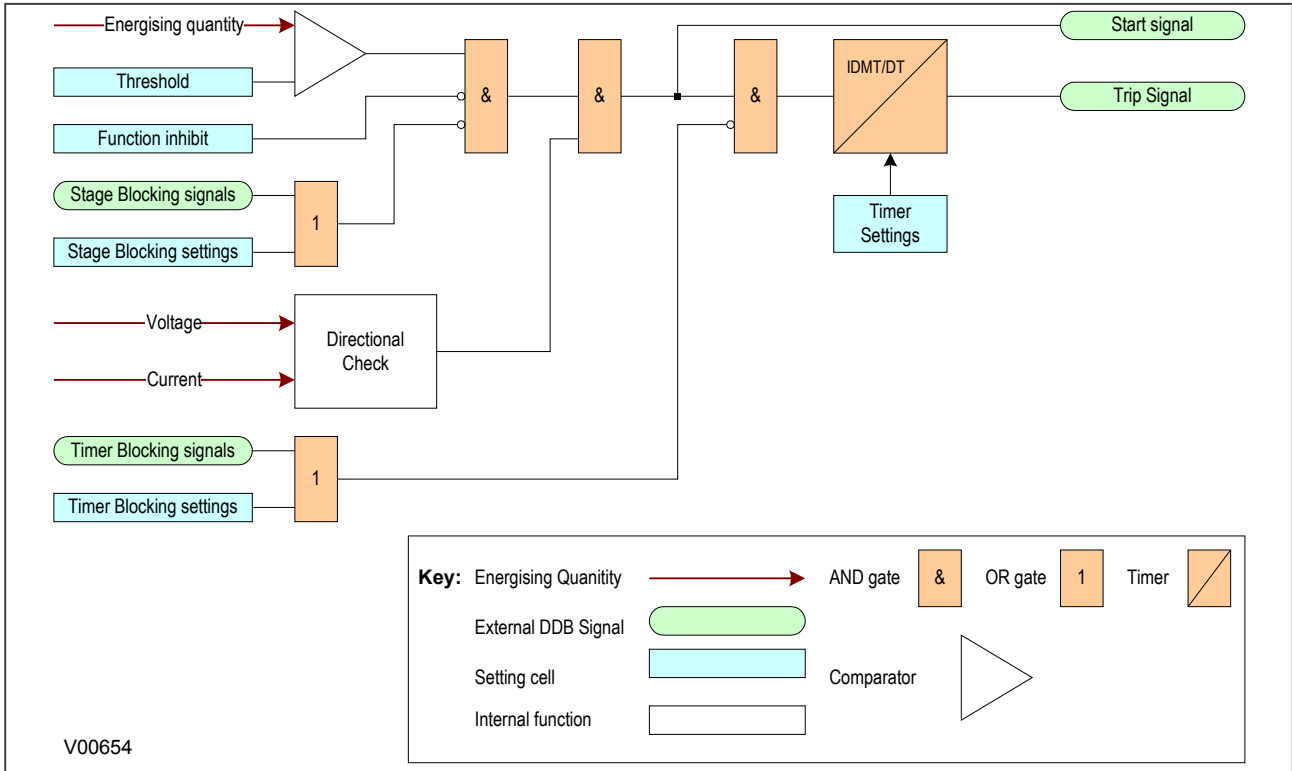 Energising quantity
Threshold
Function inhibit
Stage Blocking signals
Stage Blocking settings
1
&
&
&
IDMT/DT
Start signal
Trip Signal
Timer
Settings
Voltage
Current
Directional
Check
Timer Blocking signals
Timer Blocking settings
1
Key: Energising Quanitity
AND gate
&
OR gate
1
Timer
External DDB Signal
Setting cell
Comparator
Internal function
V00654